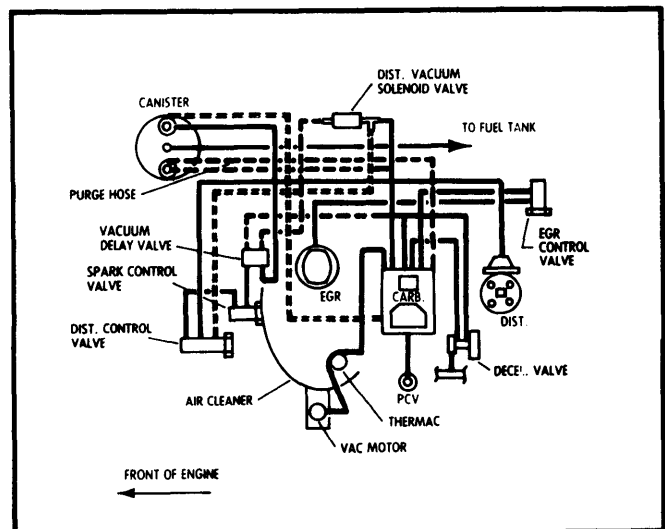 DIST. VACUUM
SOLENOID VALVE
CANISTER
TO FUEL TANK
PURGE HOSE
VACUUM
DELAY VALVE
EGR
CONTROL
VALVE
SPARK CONTROL
VALVE
EGR
CARB.
DIST.
DIST. CONTROL
VALVE
DECEL. VALVE
AIR CLEANER
PCV
THERMAC
VAC MOTOR
FRONT OF ENGINE